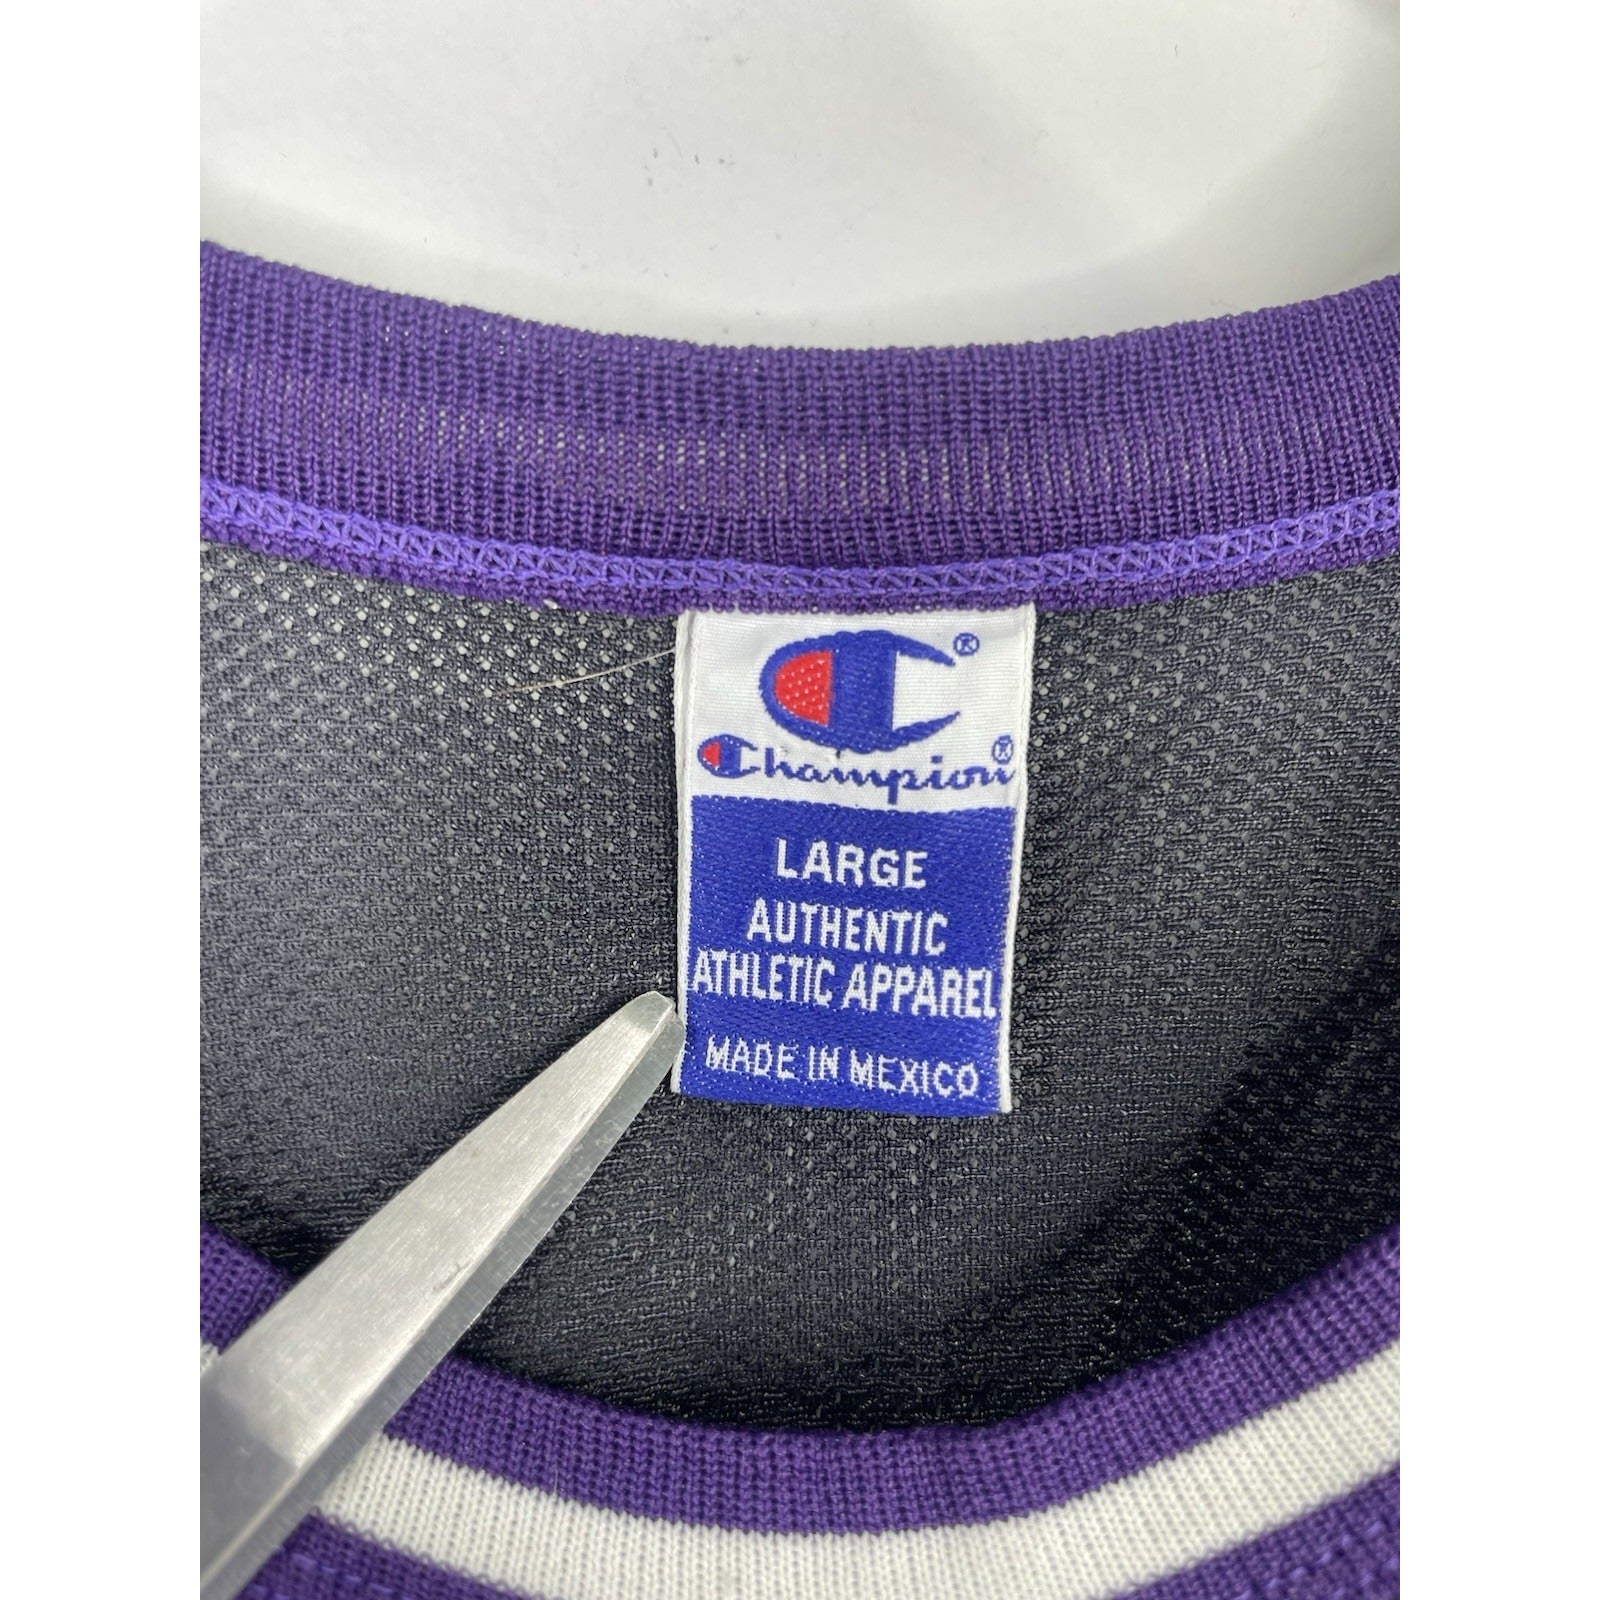 ®
Champion®
LARGE
AUTHENTIC
ATHLETIC APPAREL
MADE IN MEXICO